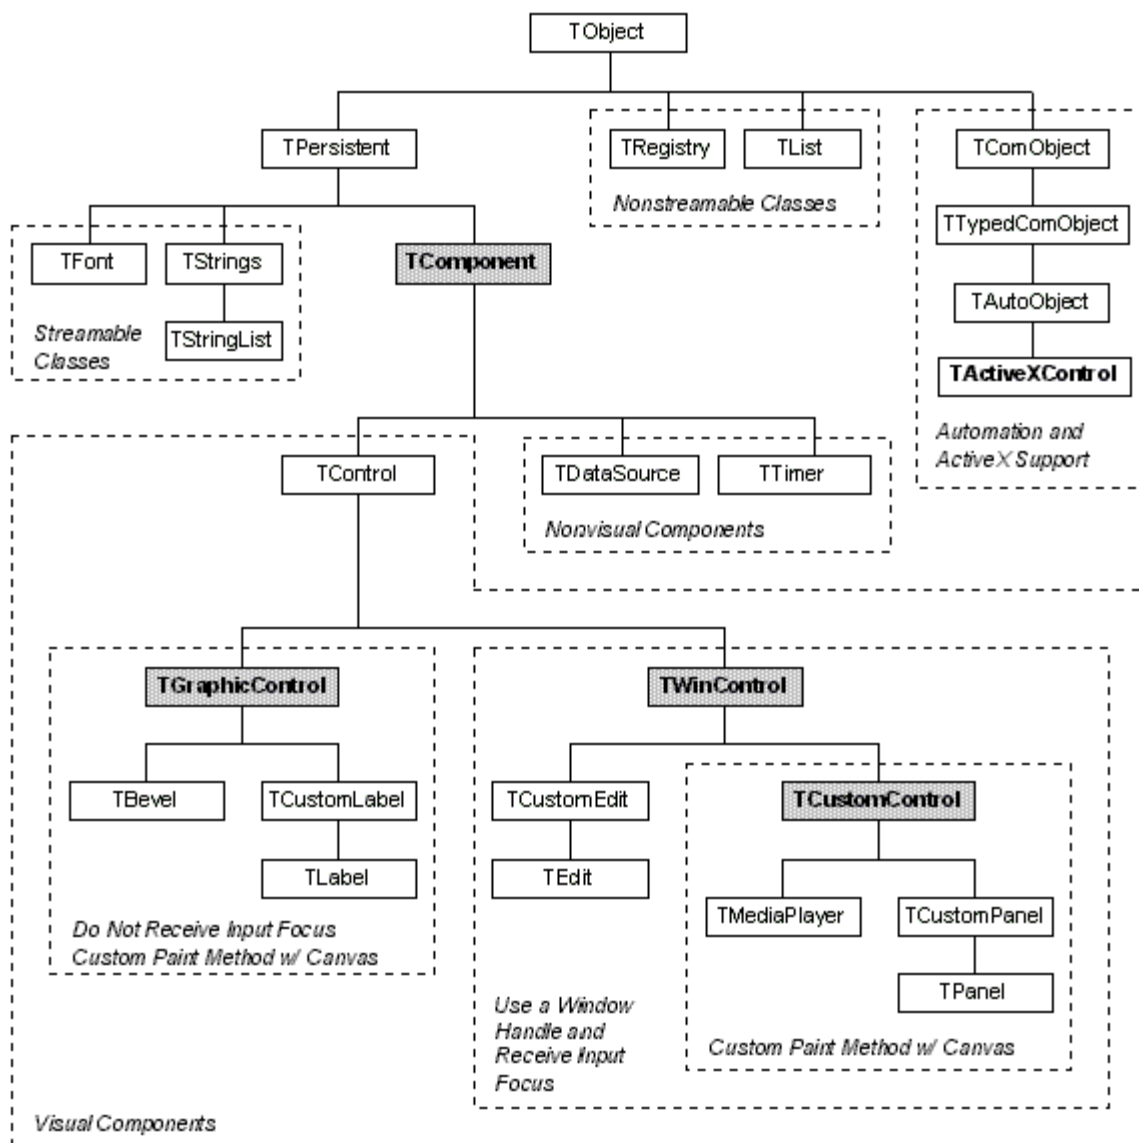 TObject
TPersistent
TRegistry
TList
TComObject
Nonstreamable Classes
TTypedComObject
TFont
TStrings
TComponent
TAutoObject
Streamable
Classes
TStringList
TActiveXControl
Automation and
ActiveX Support
TControl
TDataSource
TTimer
Nonvisual Components
TGraphicControl
TWinControl
TBevel
TCustomLabel
TCustomEdit
TCustomControl
TLabel
TEdit
TMediaPlayer
TCustomPanel
Do Not Receive Input Focus
Custom Paint Method w/ Canvas
TPanel
Use a Window
Handle and
Receive Input
Focus
Custom Paint Method w/ Canvas
Visual Components